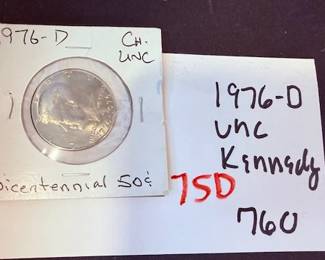 1976-D CH. UNC
Bicentennial 50¢
1976-D
unc
Kennedy
75D
760